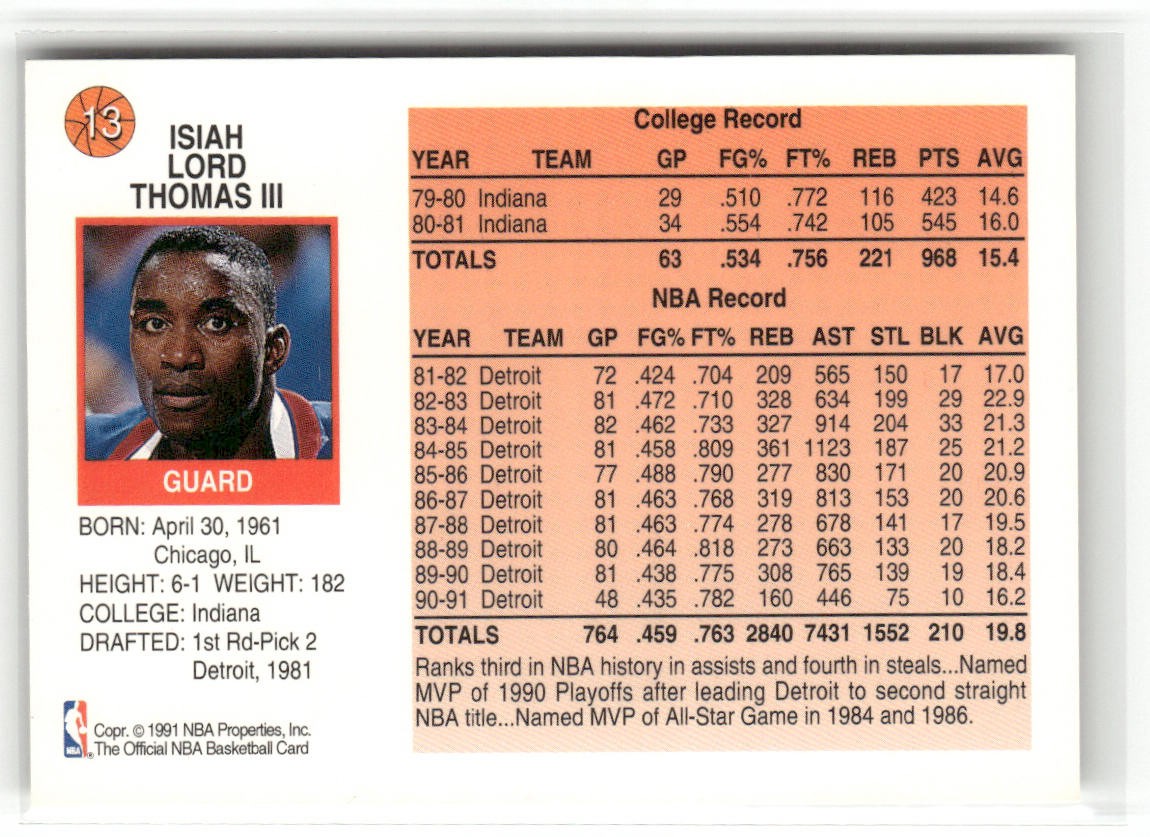 13
ISIAH
LORD
THOMAS III
GUARD
BORN: April 30, 1961
Chicago, IL
HEIGHT: 6-1 WEIGHT: 182
COLLEGE: Indiana
DRAFTED: 1st Rd-Pick 2
Detroit, 1981
NBA
®
Copr. © 1991 NBA Properties, Inc.
The Official NBA Basketball Card
College Record
YEAR TEAM GP FG% FT% REB PTS AVG
79-80 Indiana 29 .510 .772 116 423 14.6
80-81 Indiana 34 .554 .742 105 545 16.0
TOTALS 63 .534 .756 221 968 15.4
NBA Record
YEAR TEAM GP FG% FT% REB AST STL BLK AVG
81-82 Detroit 72 .424 .704 209 565 150 17 17.0
82-83 Detroit 81 .472 .710 328 634 199 29 22.9
83-84 Detroit 82 .462 .733 327 914 204 33 21.3
84-85 Detroit 81 .458 .809 361 1123 187 25 21.2
85-86 Detroit 77 .488 .790 277 830 171 20 20.9
86-87 Detroit 81 .463 .768 319 813 153 20 20.6
87-88 Detroit 81 .463 .774 278 678 141 17 19.5
88-89 Detroit 80 .464 .818 273 663 133 20 18.2
89-90 Detroit 81 .438 .775 308 765 139 19 18.4
90-91 Detroit 48 .435 .782 160 446 75 10 16.2
TOTALS 764 .459 .763 2840 7431 1552 210 19.8
Ranks third in NBA history in assists and fourth in steals...Named
MVP of 1990 Playoffs after leading Detroit to second straight
NBA title...Named MVP of All-Star Game in 1984 and 1986.